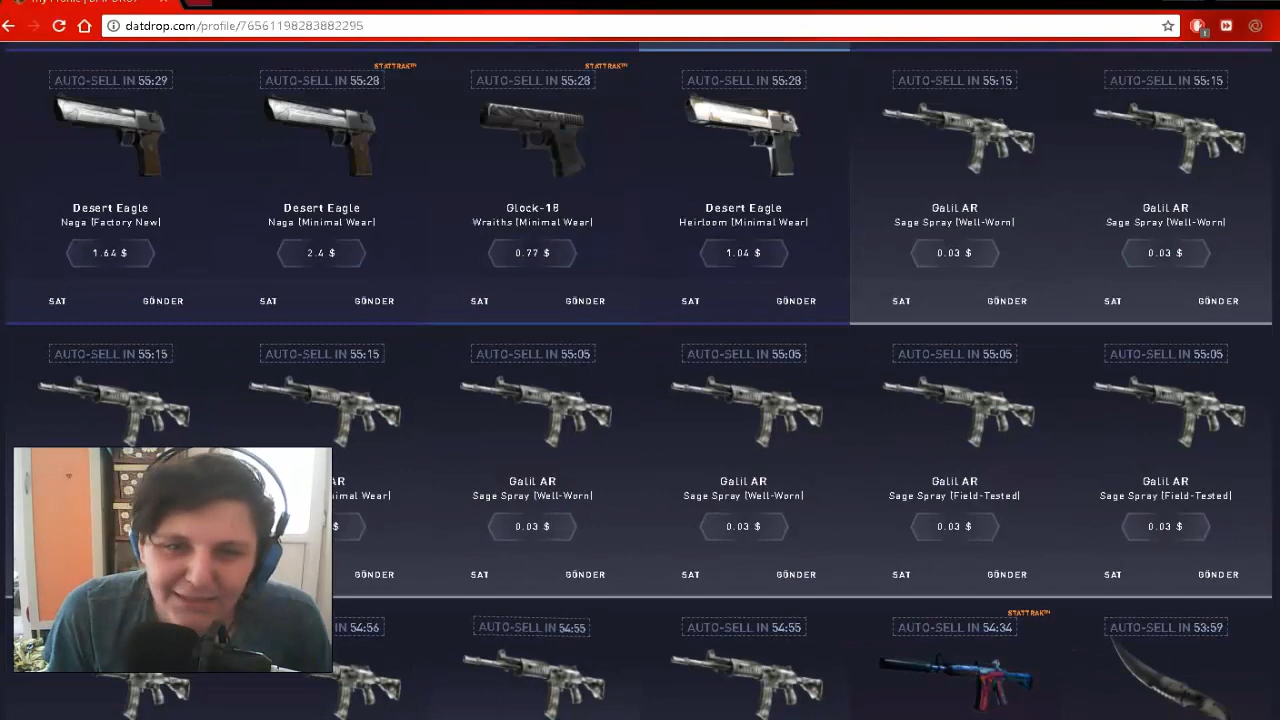 datdrop.com/profile/76561198283882295
STATTRAK™ STATTRAK™
AUTO-SELL IN 55:29 AUTO-SELL IN 55:28 AUTO-SELL IN 55:28 AUTO-SELL IN 55:28 AUTO-SELL IN 55:15 AUTO-SELL IN 55:15
Desert Eagle Desert Eagle Glock-18 Desert Eagle Galil AR Galil AR
Naga [Factory New] Naga [Minimal Wear] Wraiths [Minimal Wear] Heirloom [Minimal Wear] Sage Spray [Well-Worn] Sage Spray [Well-Worn]
1.64 $ 2.4 $ 0.77 $ 1.04 $ 0.03 $ 0.03 $
SAT GÖNDER SAT GÖNDER SAT GÖNDER SAT GÖNDER SAT GÖNDER SAT GÖNDER
AUTO-SELL IN 55:15 AUTO-SELL IN 55:15 AUTO-SELL IN 55:05 AUTO-SELL IN 55:05 AUTO-SELL IN 55:05 AUTO-SELL IN 55:05
AR Galil AR Galil AR Galil AR Galil AR
Wear] Sage Spray [Well-Worn] Sage Spray [Well-Worn] Sage Spray [Field-Tested] Sage Spray [Field-Tested]
$ 0.03 $ 0.03 $ 0.03 $ 0.03 $
GÖNDER SAT GÖNDER SAT GÖNDER SAT GÖNDER SAT GÖNDER
STATTRAK™
54:56 AUTO-SELL IN 54:55 AUTO-SELL IN 54:55 AUTO-SELL IN 54:34 AUTO-SELL IN 53:59